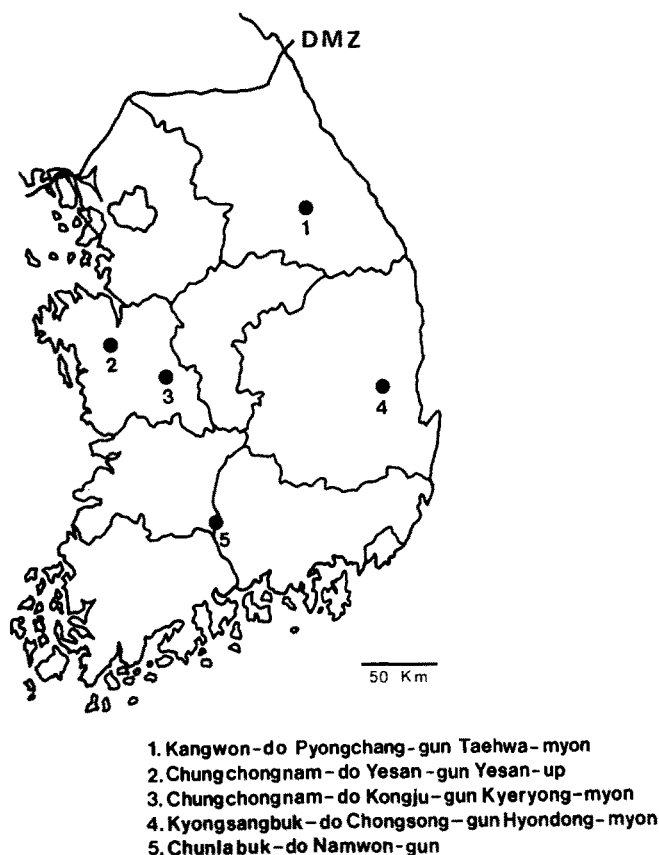 DMZ
1
2
3
4
5
50 Km
1. Kangwon-do Pyongchang-gun Taehwa-myon
2. Chungchongnam-do Yesan-gun Yesan-up
3. Chungchongnam-do Kongju-gun Kyeryong-myon
4. Kyongsangbuk-do Chongsong-gun Hyondong-myon
5. Chunlabuk-do Namwon-gun